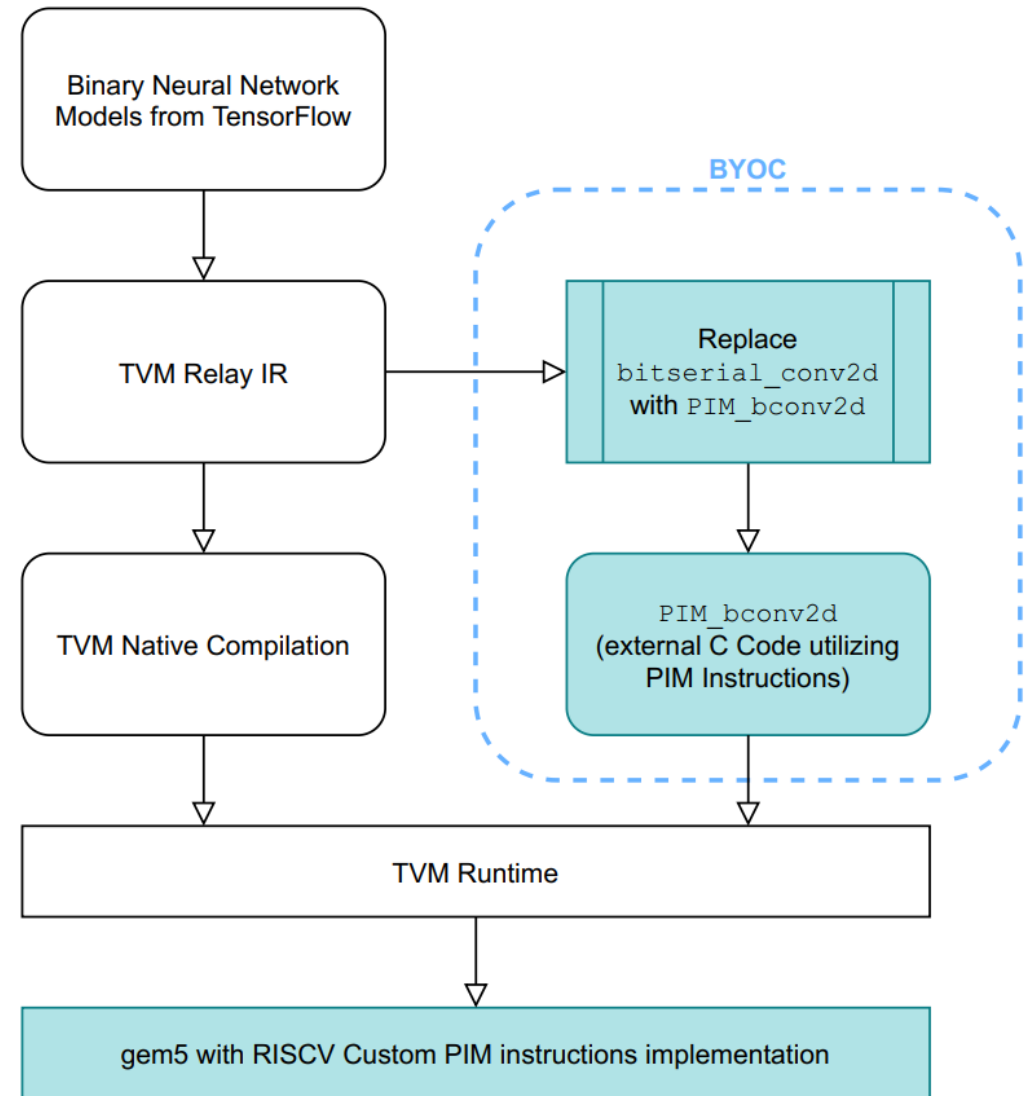 Binary Neural Network
Models from TensorFlow
BYOC
TVM Relay IR
Replace
bitserial_conv2d
with PIM_bconv2d
TVM Native Compilation
PIM_bconv2d
(external C Code utilizing
PIM Instructions)
TVM Runtime
gem5 with RISCV Custom PIM instructions implementation